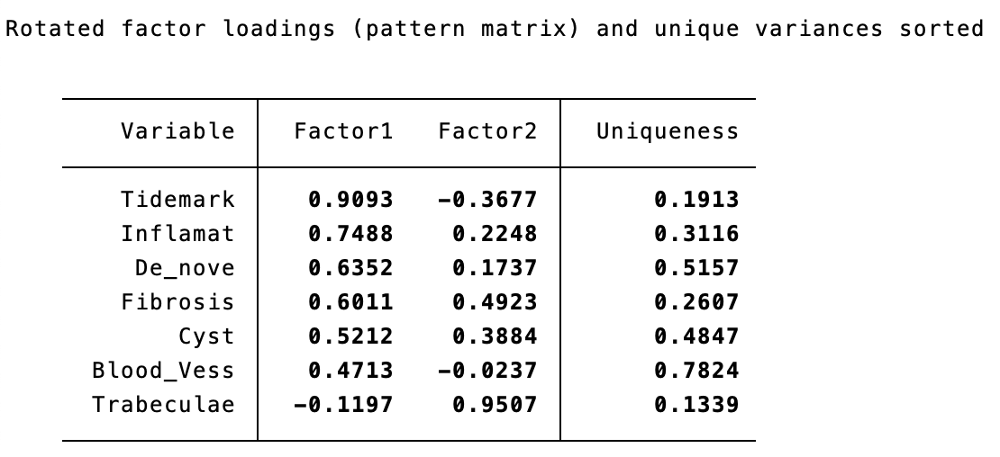 Rotated factor loadings (pattern matrix) and unique variances sorted
Variable Factor1 Factor2 Uniqueness
Tidemark 0.9093 -0.3677 0.1913
Inflamat 0.7488 0.2248 0.3116
De_nove 0.6352 0.1737 0.5157
Fibrosis 0.6011 0.4923 0.2607
Cyst 0.5212 0.3884 0.4847
Blood_Vess 0.4713 -0.0237 0.7824
Trabeculae -0.1197 0.9507 0.1339